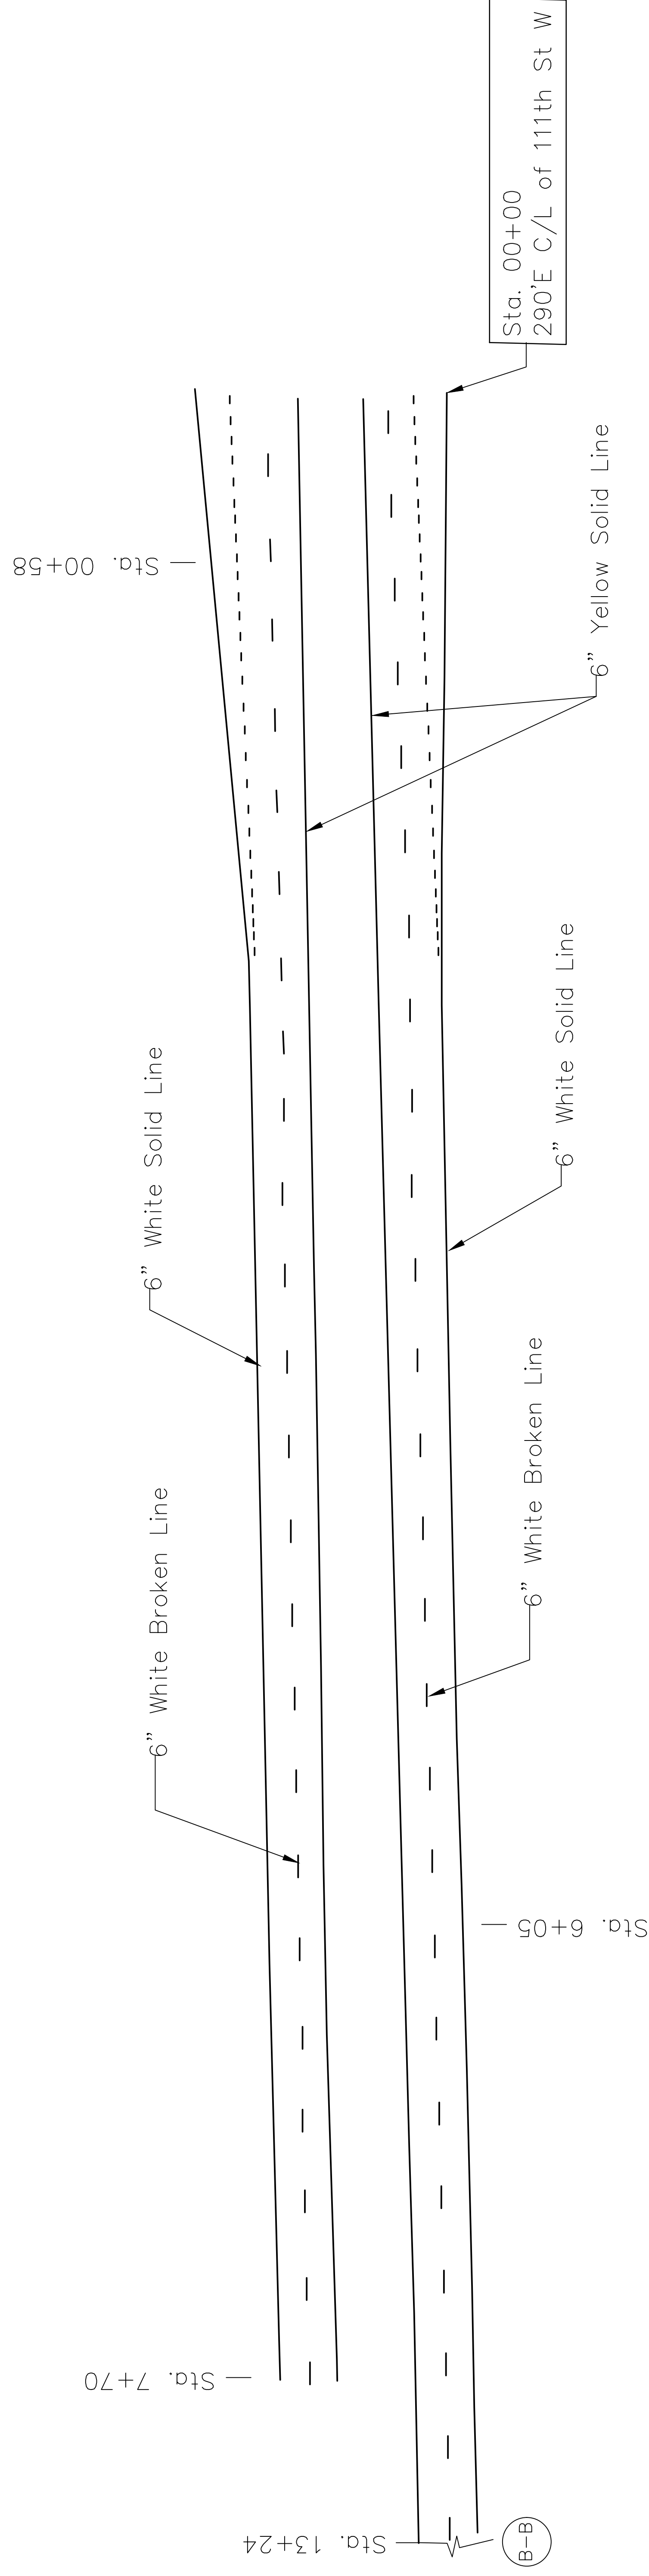 Sta. 00+00
290'E C/L of 111th St W
Sta. 00+58
6" Yellow Solid Line
6" White Solid Line
6" White Solid Line
6" White Broken Line
6" White Broken Line
Sta. 6+05
Sta. 7+70
Sta. 13+24
B-B